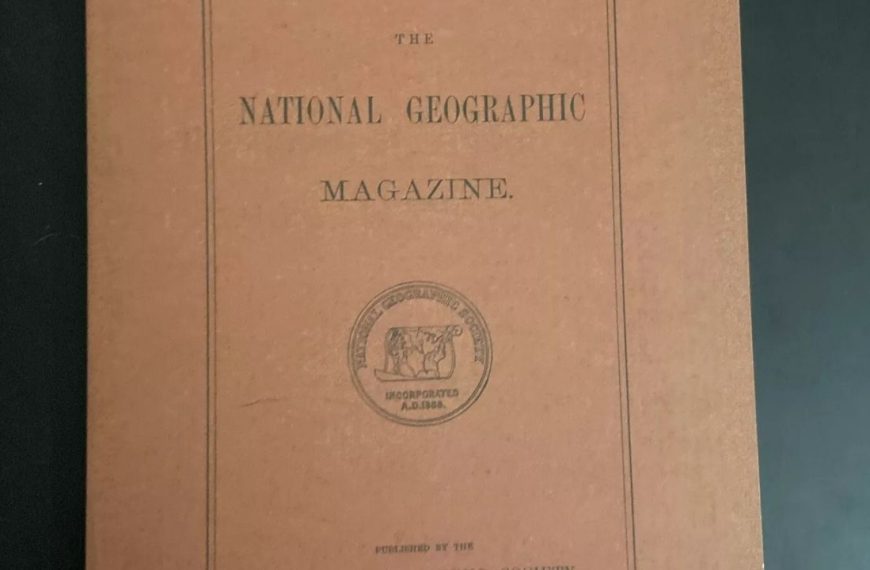 THE
NATIONAL GEOGRAPHIC
MAGAZINE.
NATIONAL GEOGRAPHIC SOCIETY
INCORPORATED
A.D. 1888.
PUBLISHED BY THE